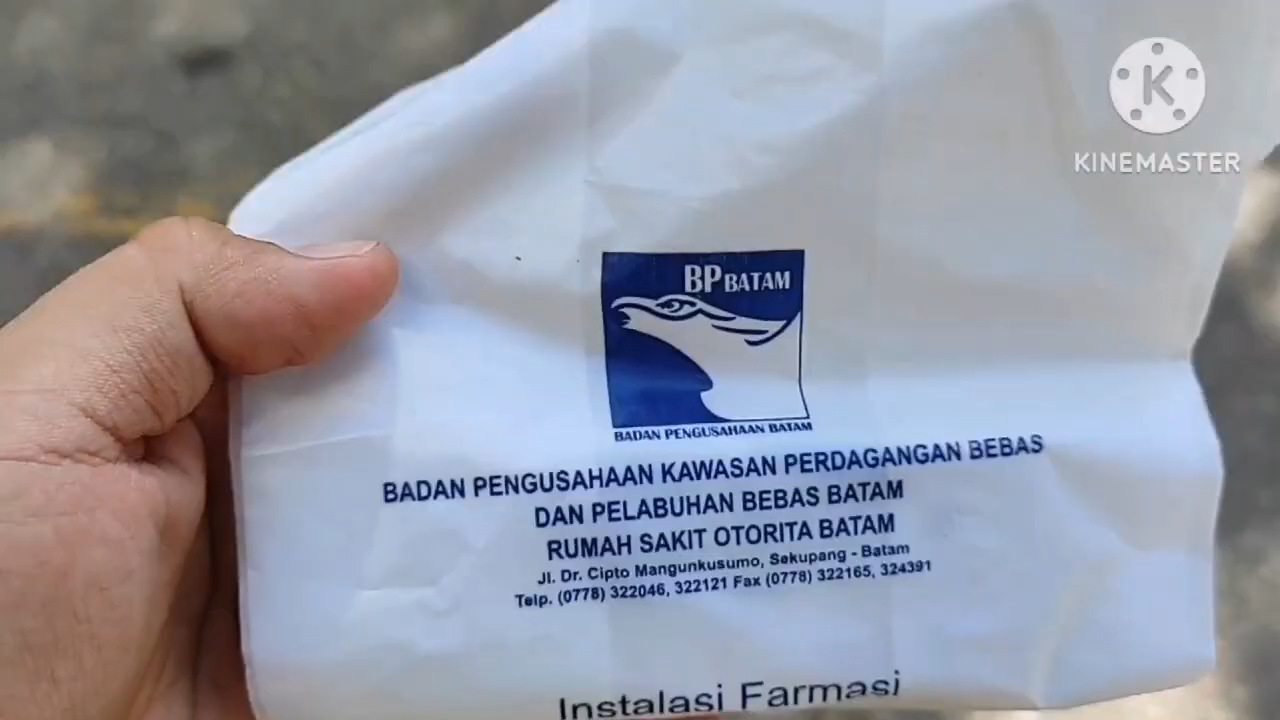 K
KINEMASTER
BP BATAM
BADAN PENGUSAHAAN BATAM
BADAN PENGUSAHAAN KAWASAN PERDAGANGAN BEBAS
DAN PELABUHAN BEBAS BATAM
RUMAH SAKIT OTORITA BATAM
Jl. Dr. Cipto Mangunkusumo, Sekupang - Batam
Telp. (0778) 322046, 322121 Fax (0778) 322165, 324391
Instalasi Farmasi